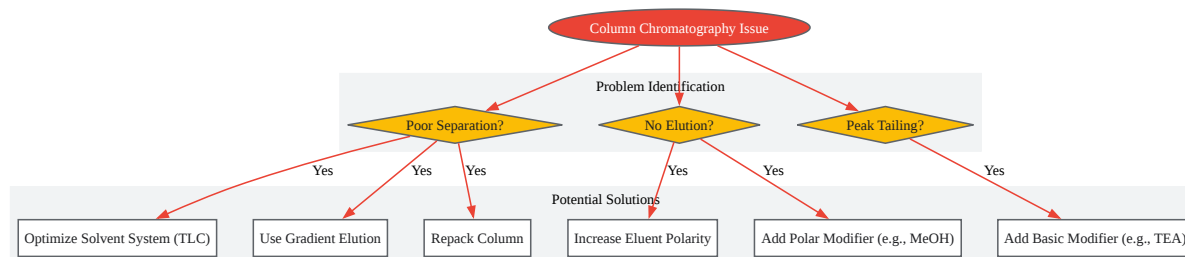 Column Chromatography Issue
Problem Identification
Poor Separation?
No Elution?
Peak Tailing?
Yes
Yes
Yes
Yes
Yes
Yes
Potential Solutions
Optimize Solvent System (TLC)
Use Gradient Elution
Repack Column
Increase Eluent Polarity
Add Polar Modifier (e.g., MeOH)
Add Basic Modifier (e.g., TEA)